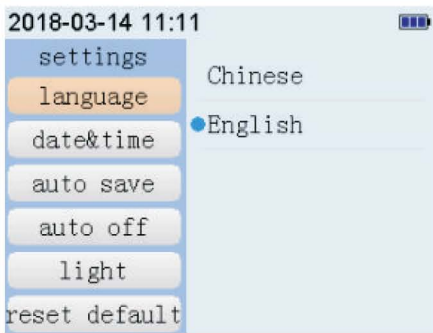 2018-03-14 11:11
settings
language
date&time
auto save
auto off
light
reset default
Chinese
English